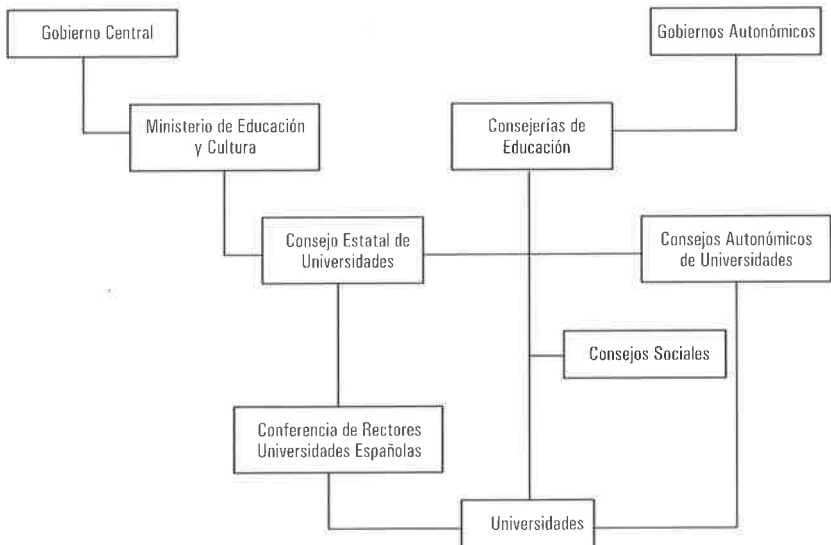 Gobierno Central
Gobiernos Autonómicos
Ministerio de Educación
y Cultura
Consejerías de
Educación
Consejo Estatal de
Universidades
Consejos Autonómicos
de Universidades
Consejos Sociales
Conferencia de Rectores
Universidades Españolas
Universidades